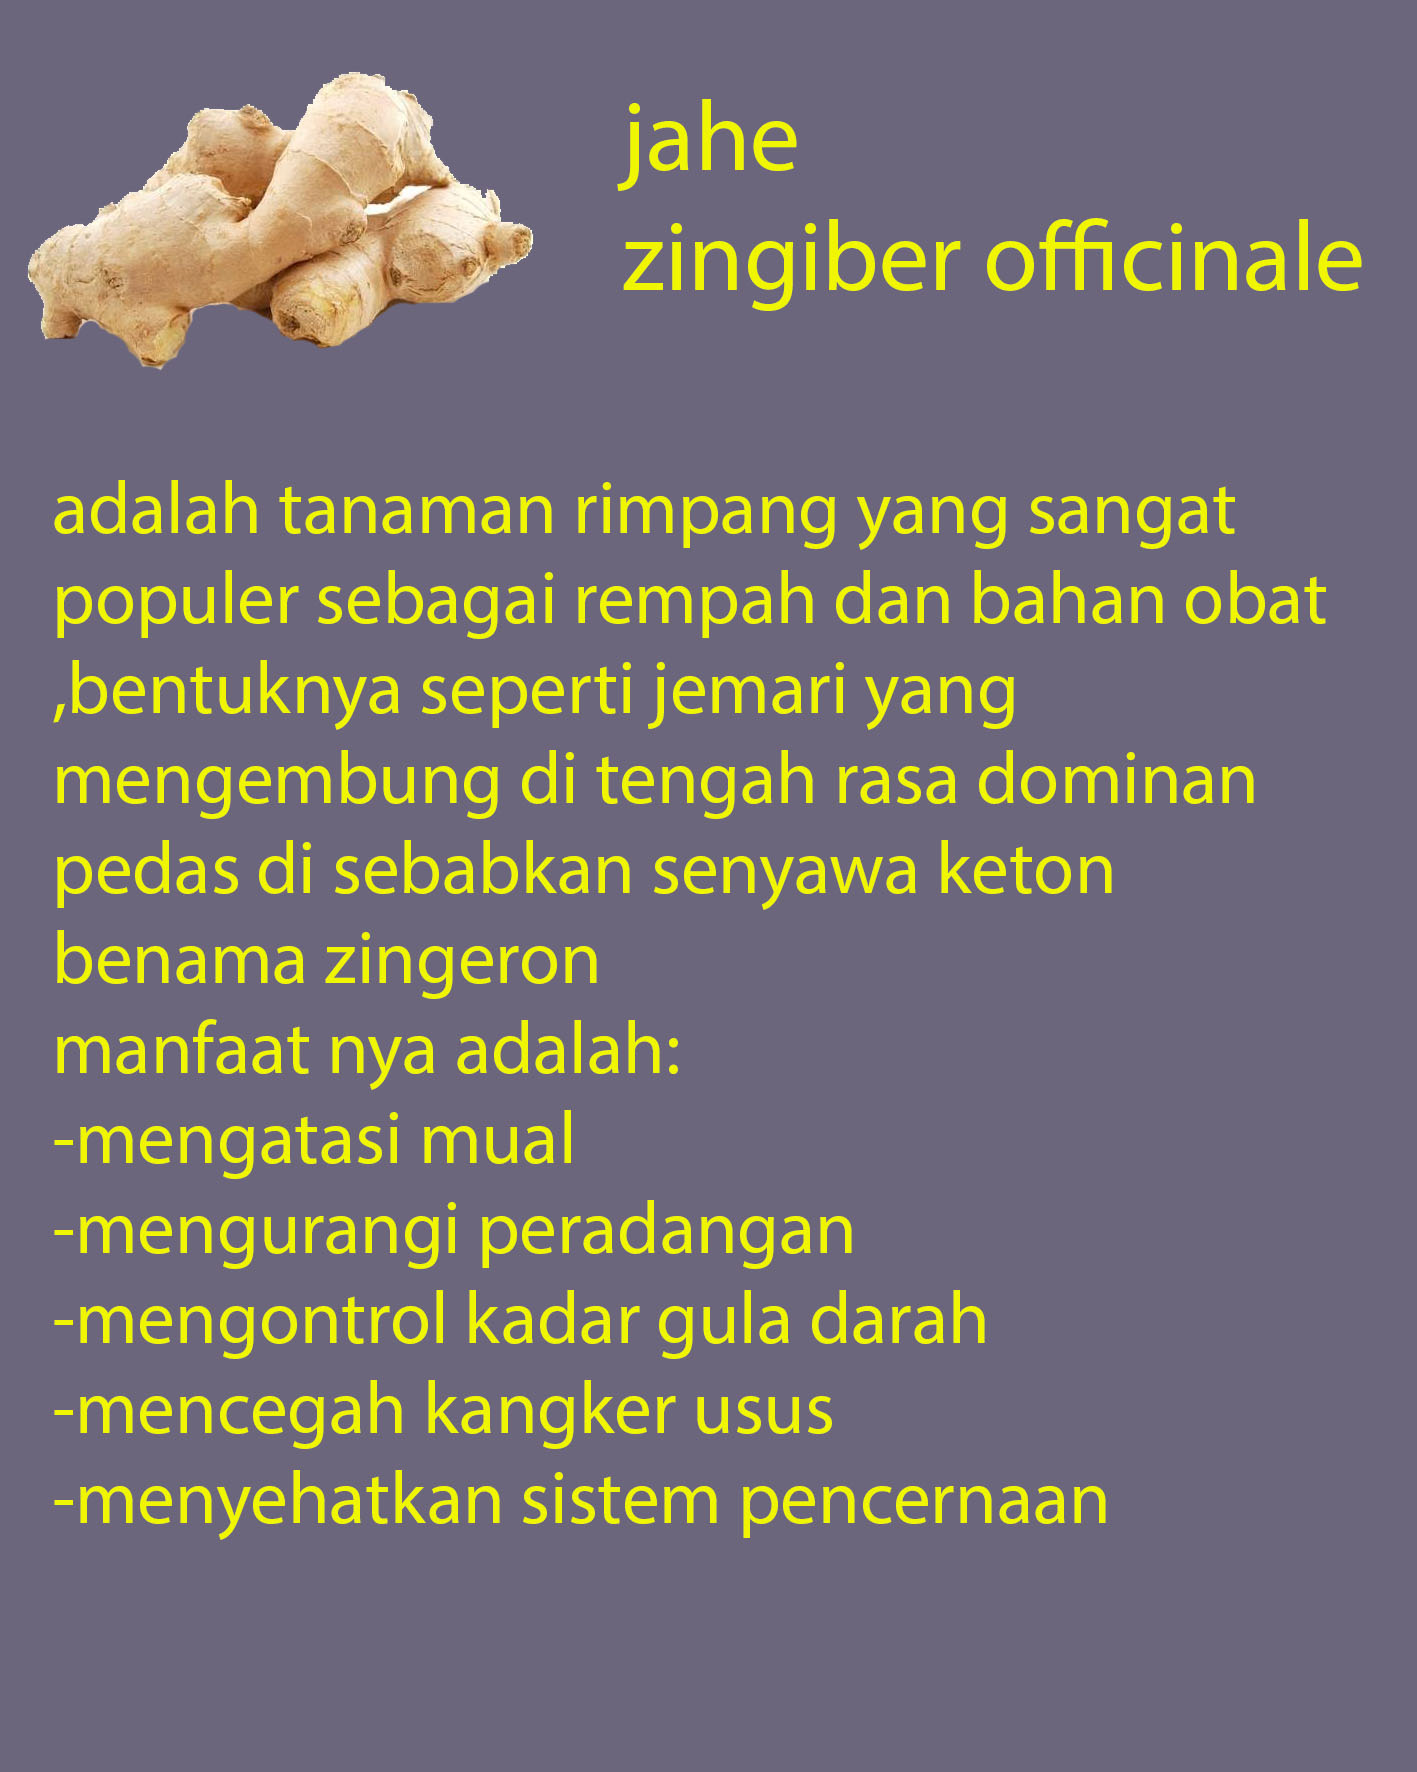 jahe
zingiber officinale
adalah tanaman rimpang yang sangat
populer sebagai rempah dan bahan obat
,bentuknya seperti jemari yang
mengembung di tengah rasa dominan
pedas di sebabkan senyawa keton
benama zingeron
manfaat nya adalah:
-mengatasi mual
-mengurangi peradangan
-mengontrol kadar gula darah
-mencegah kangker usus
-menyehatkan sistem pencernaan